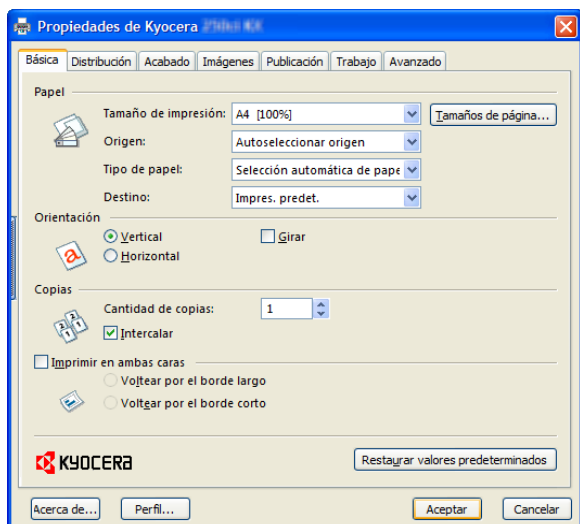 Propiedades de Kyocera
Básica Distribución Acabado Imágenes Publicación Trabajo Avanzado
Papel
Tamaño de impresión: A4 [100%] Tamaños de página...
Origen: Autoseleccionar origen
Tipo de papel: Selección automática de pape
Destino: Impres. predet.
Orientación
Vertical Girar
Horizontal
Copias
Cantidad de copias: 1
Intercalar
Imprimir en ambas caras
Voltear por el borde largo
Voltear por el borde corto
KYOCERA Restaurar valores predeterminados
Acerca de... Perfil... Aceptar Cancelar